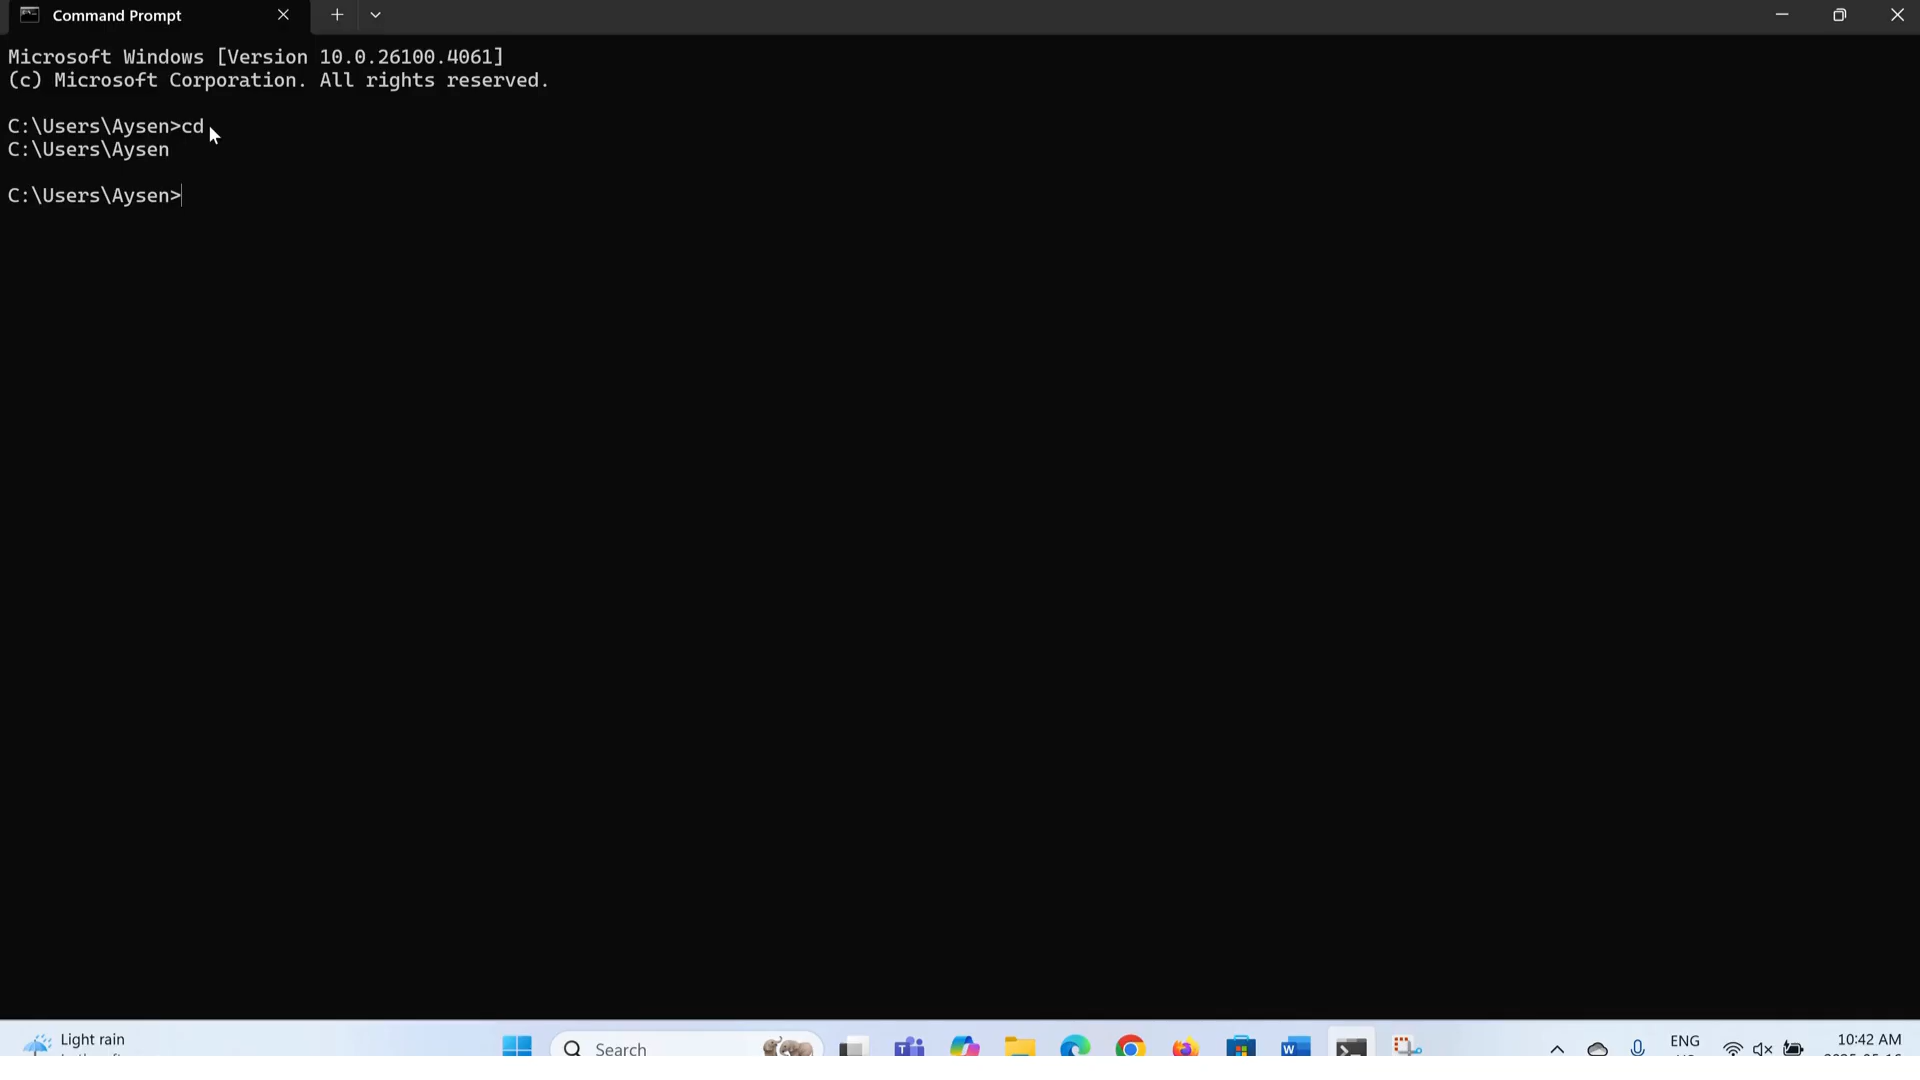 Command Prompt
Microsoft Windows [Version 10.0.26100.4061]
(c) Microsoft Corporation. All rights reserved.
C:\Users\Aysen>cd
C:\Users\Aysen
C:\Users\Aysen>
Light rain
Search
ENG
10:42 AM